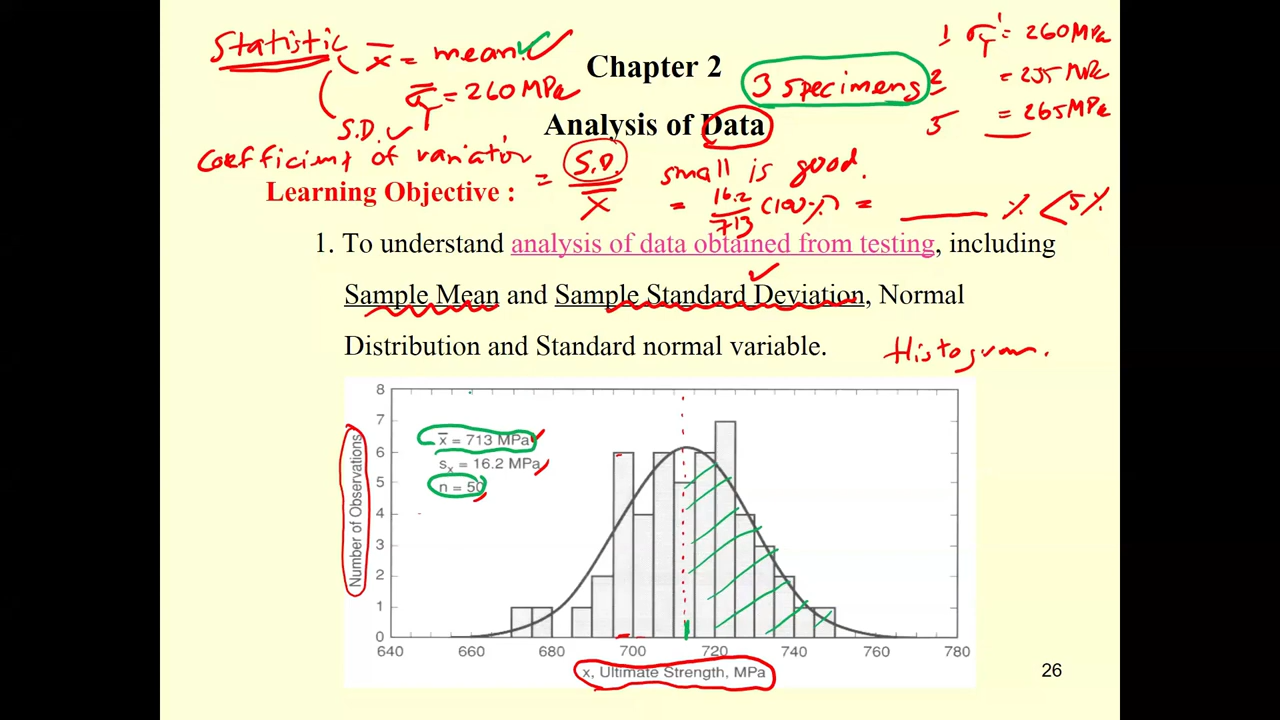 Statistic
x̄ = mean ✓✓
Chapter 2
1 σY = 260 MPa
σ̄Y = 260 MPa
3 specimens
2 = 235 MPa
S.D. ✓
Analysis of Data
3 = 265 MPa
coefficient of variation = S.D. / x̄
small is good.
Learning Objective :
= 16.2 / 713 (100%) = ____ % < 5%
1. To understand analysis of data obtained from testing, including
Sample Mean and Sample Standard Deviation, Normal
Distribution and Standard normal variable.
Histogram.
8
7
6
5
4
3
2
1
0
Number of Observations
x̄ = 713 MPa
sx = 16.2 MPa
n = 50
640 660 680 700 720 740 760 780
x, Ultimate Strength, MPa
26